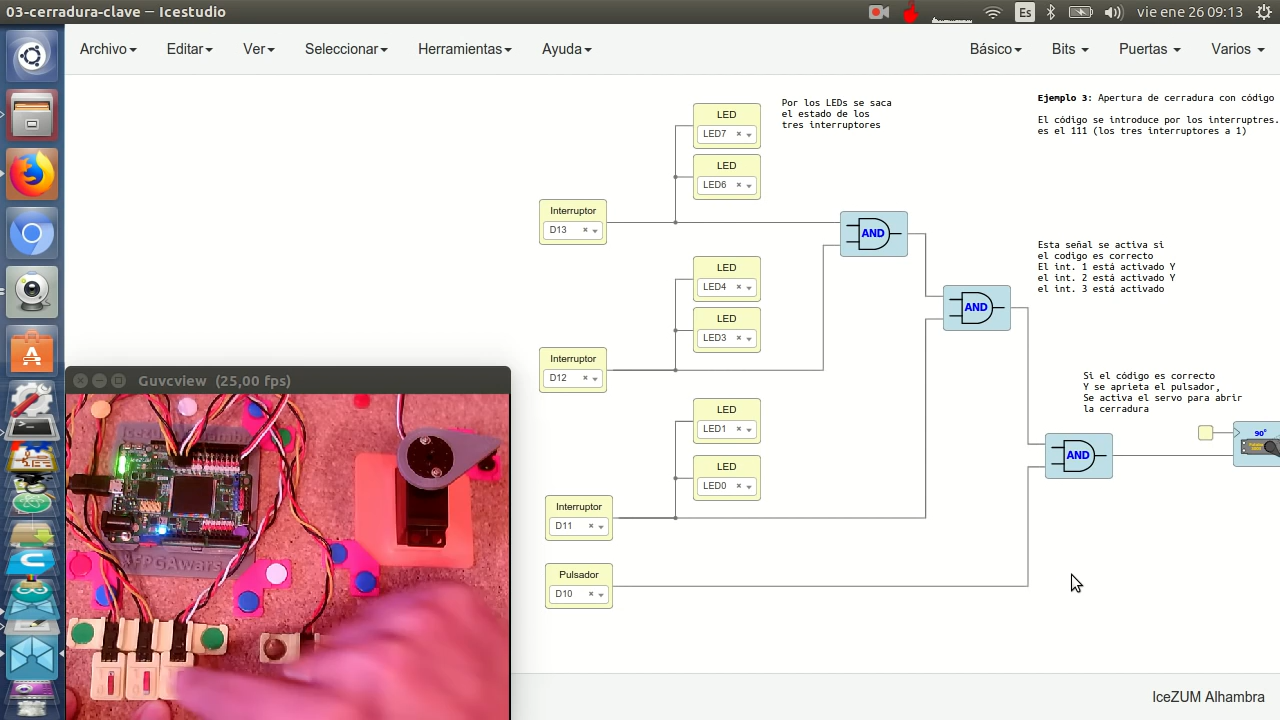 03-cerradura-clave — Icestudio
Es
vie ene 26 09:13
Archivo
Editar
Ver
Seleccionar
Herramientas
Ayuda
Básico
Bits
Puertas
Varios
LED
LED7
Por los LEDs se saca
el estado de los
tres interruptores
Ejemplo 3: Apertura de cerradura con código
El código se introduce por los interruptres.
es el 111 (los tres interruptores a 1)
LED
LED6
Interruptor
D13
AND
LED
LED4
Esta señal se activa si
el codigo es correcto
El int. 1 está activado Y
el int. 2 está activado Y
el int. 3 está activado
AND
LED
LED3
Interruptor
D12
Si el código es correcto
Y se aprieta el pulsador,
Se activa el servo para abrir
la cerradura
LED
LED1
90°
AND
LED
LED0
Interruptor
D11
Pulsador
D10
Guvcview (25,00 fps)
FPGAwars
IceZUM Alhambra